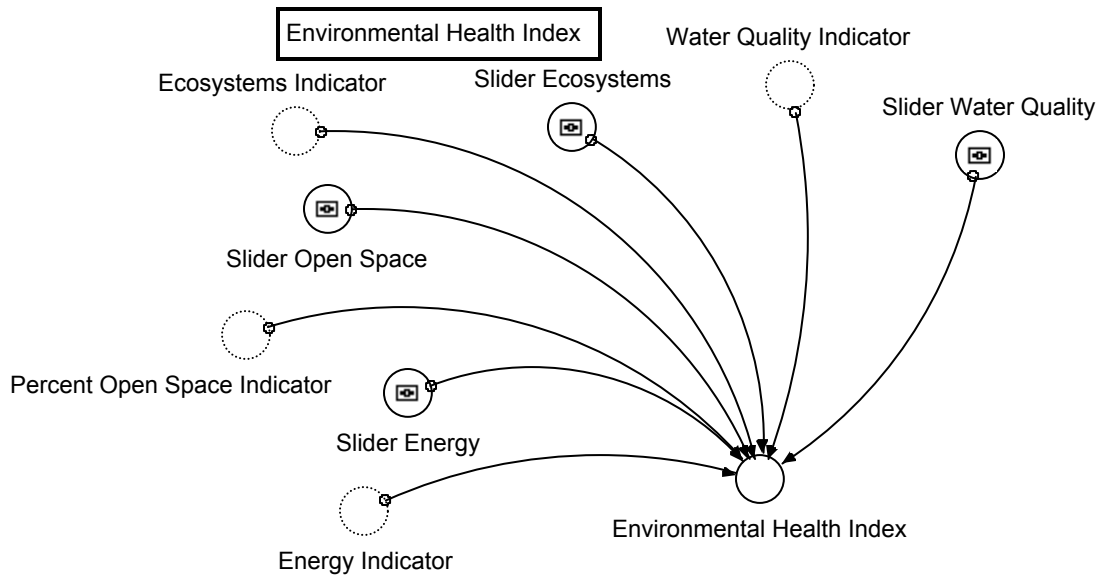 Environmental Health Index
Water Quality Indicator
Ecosystems Indicator
Slider Ecosystems
Slider Water Quality
Slider Open Space
Percent Open Space Indicator
Slider Energy
Environmental Health Index
Energy Indicator